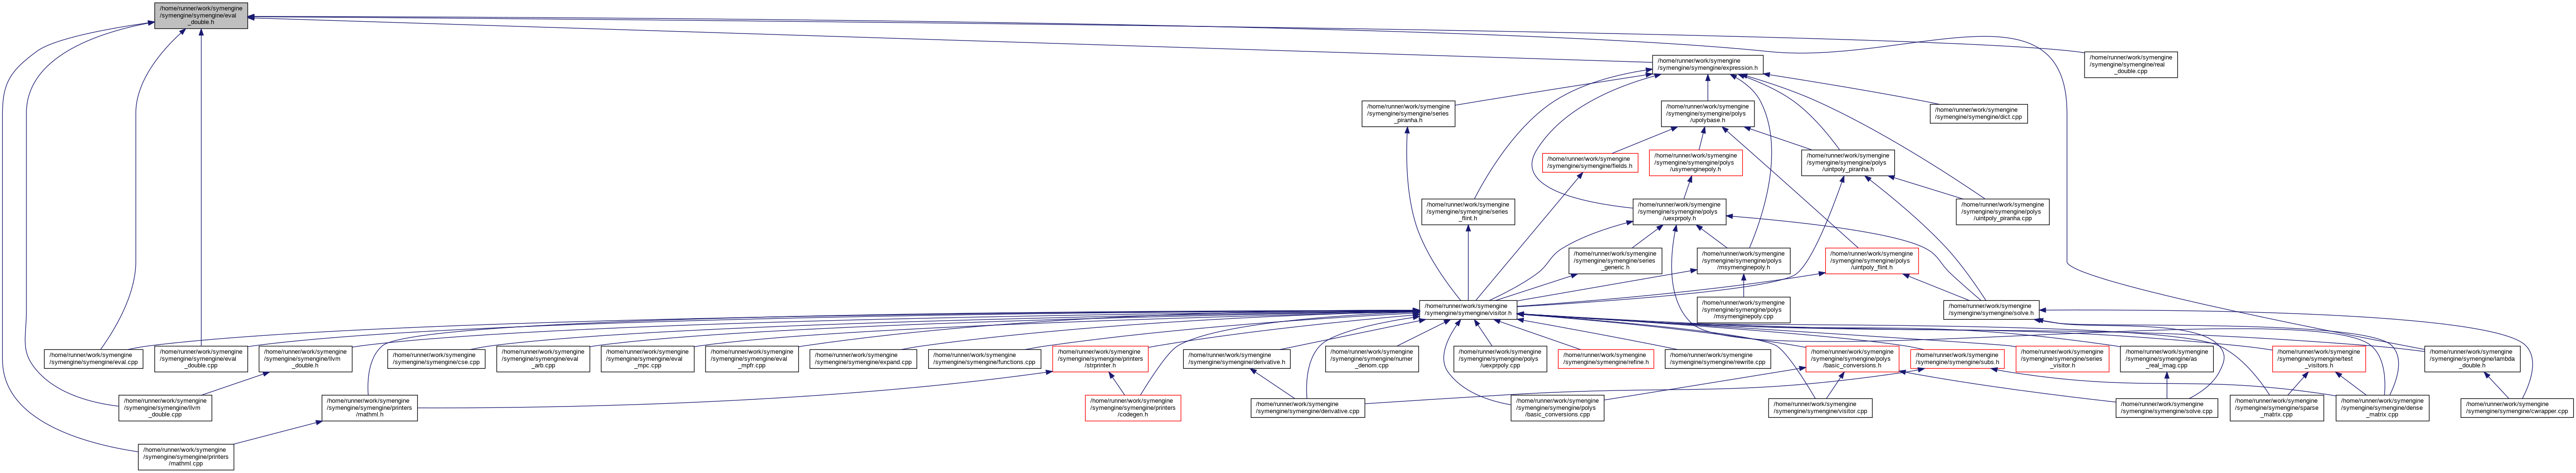 /home/runner/work/symengine
/symengine/symengine/eval
_double.h
/home/runner/work/symengine
/symengine/symengine/expression.h
/home/runner/work/symengine
/symengine/symengine/real
_double.cpp
/home/runner/work/symengine
/symengine/symengine/series
_piranha.h
/home/runner/work/symengine
/symengine/symengine/polys
/upolybase.h
/home/runner/work/symengine
/symengine/symengine/dict.cpp
/home/runner/work/symengine
/symengine/symengine/fields.h
/home/runner/work/symengine
/symengine/symengine/polys
/usymenginepoly.h
/home/runner/work/symengine
/symengine/symengine/polys
/uintpoly_piranha.h
/home/runner/work/symengine
/symengine/symengine/series
_flint.h
/home/runner/work/symengine
/symengine/symengine/polys
/uexprpoly.h
/home/runner/work/symengine
/symengine/symengine/polys
/uintpoly_piranha.cpp
/home/runner/work/symengine
/symengine/symengine/series
_generic.h
/home/runner/work/symengine
/symengine/symengine/polys
/msymenginepoly.h
/home/runner/work/symengine
/symengine/symengine/polys
/uintpoly_flint.h
/home/runner/work/symengine
/symengine/symengine/visitor.h
/home/runner/work/symengine
/symengine/symengine/polys
/msymenginepoly.cpp
/home/runner/work/symengine
/symengine/symengine/solve.h
/home/runner/work/symengine
/symengine/symengine/eval.cpp
/home/runner/work/symengine
/symengine/symengine/eval
_double.cpp
/home/runner/work/symengine
/symengine/symengine/llvm
_double.h
/home/runner/work/symengine
/symengine/symengine/cse.cpp
/home/runner/work/symengine
/symengine/symengine/eval
_arb.cpp
/home/runner/work/symengine
/symengine/symengine/eval
_mpc.cpp
/home/runner/work/symengine
/symengine/symengine/eval
_mpfr.cpp
/home/runner/work/symengine
/symengine/symengine/expand.cpp
/home/runner/work/symengine
/symengine/symengine/functions.cpp
/home/runner/work/symengine
/symengine/symengine/printers
/strprinter.h
/home/runner/work/symengine
/symengine/symengine/derivative.h
/home/runner/work/symengine
/symengine/symengine/numer
_denom.cpp
/home/runner/work/symengine
/symengine/symengine/polys
/uexprpoly.cpp
/home/runner/work/symengine
/symengine/symengine/refine.h
/home/runner/work/symengine
/symengine/symengine/rewrite.cpp
/home/runner/work/symengine
/symengine/symengine/polys
/basic_conversions.h
/home/runner/work/symengine
/symengine/symengine/subs.h
/home/runner/work/symengine
/symengine/symengine/series
_visitor.h
/home/runner/work/symengine
/symengine/symengine/as
_real_imag.cpp
/home/runner/work/symengine
/symengine/symengine/test
_visitors.h
/home/runner/work/symengine
/symengine/symengine/lambda
_double.h
/home/runner/work/symengine
/symengine/symengine/llvm
_double.cpp
/home/runner/work/symengine
/symengine/symengine/printers
/mathml.h
/home/runner/work/symengine
/symengine/symengine/printers
/codegen.h
/home/runner/work/symengine
/symengine/symengine/derivative.cpp
/home/runner/work/symengine
/symengine/symengine/polys
/basic_conversions.cpp
/home/runner/work/symengine
/symengine/symengine/visitor.cpp
/home/runner/work/symengine
/symengine/symengine/solve.cpp
/home/runner/work/symengine
/symengine/symengine/sparse
_matrix.cpp
/home/runner/work/symengine
/symengine/symengine/dense
_matrix.cpp
/home/runner/work/symengine
/symengine/symengine/cwrapper.cpp
/home/runner/work/symengine
/symengine/symengine/printers
/mathml.cpp